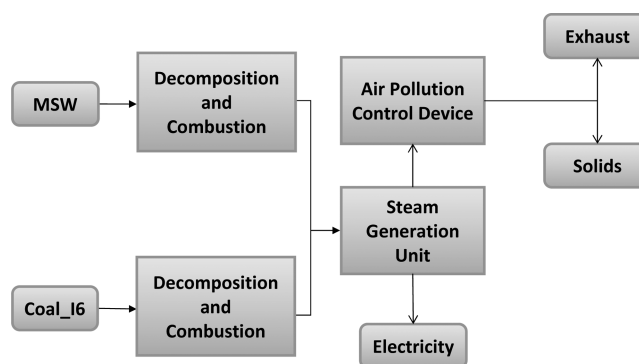 MSW
Decomposition
and
Combustion
Coal_I6
Decomposition
and
Combustion
Steam
Generation
Unit
Air Pollution
Control Device
Exhaust
Solids
Electricity